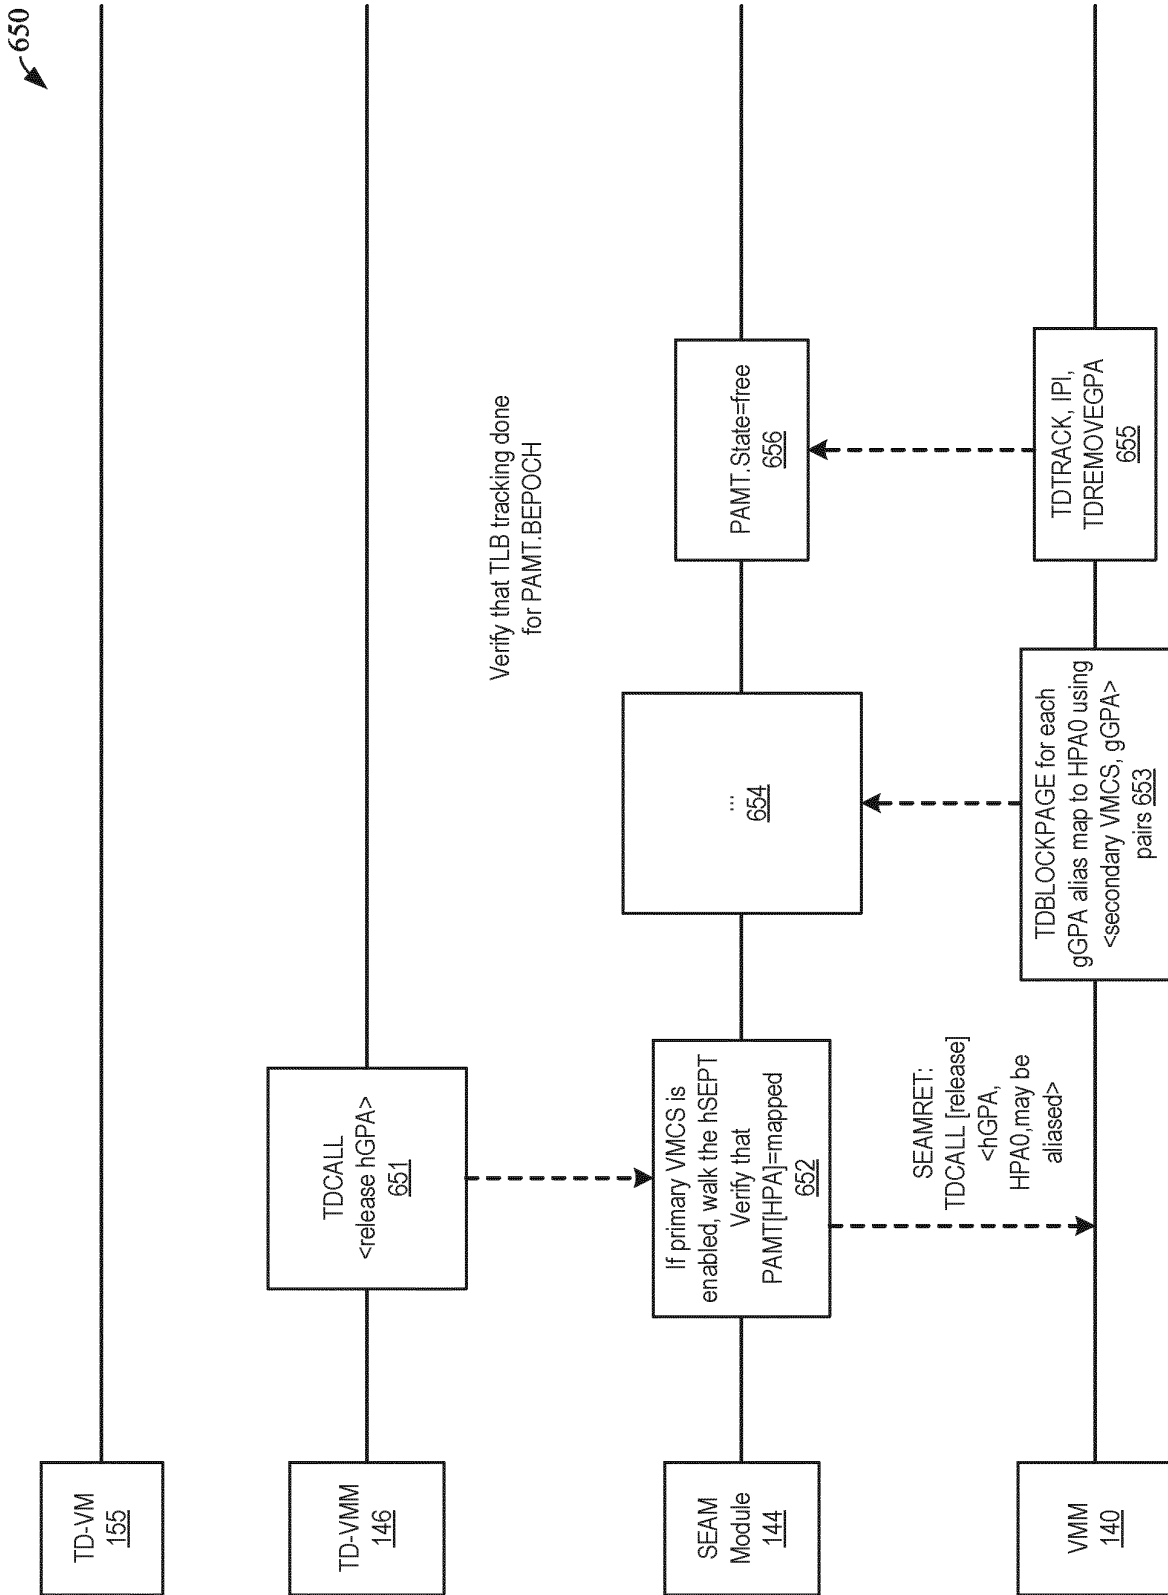 650
TD-VM
155
TD-VMM
146
TDCALL
<release hGPA>
651
Verify that TLB tracking done
for PAMT.BEPOCH
SEAM
Module
144
If primary VMCS is
enabled, walk the hSEPT
Verify that
PAMT[HPA]=mapped
652
...
654
PAMT.State=free
656
SEAMRET:
TDCALL [release]
<hGPA,
HPA0,may be
aliased>
VMM
140
TDBLOCKPAGE for each
gGPA alias map to HPA0 using
<secondary VMCS, gGPA>
pairs 653
TDTRACK, IPI,
TDREMOVEGPA
655